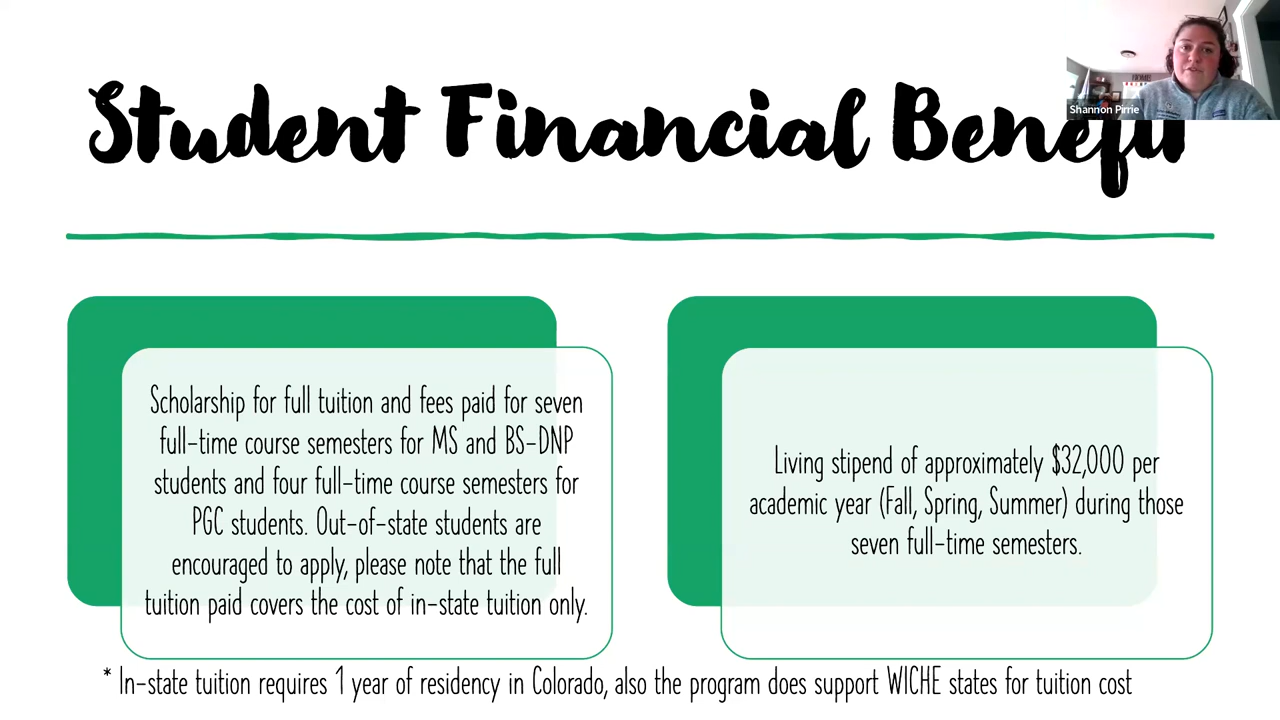 Student Financial Benefit
Shannon Pirrie
Scholarship for full tuition and fees paid for seven
full-time course semesters for MS and BS-DNP
students and four full-time course semesters for
PGC students. Out-of-state students are
encouraged to apply, please note that the full
tuition paid covers the cost of in-state tuition only.
Living stipend of approximately $32,000 per
academic year (Fall, Spring, Summer) during those
seven full-time semesters.
* In-state tuition requires 1 year of residency in Colorado, also the program does support WICHE states for tuition cost